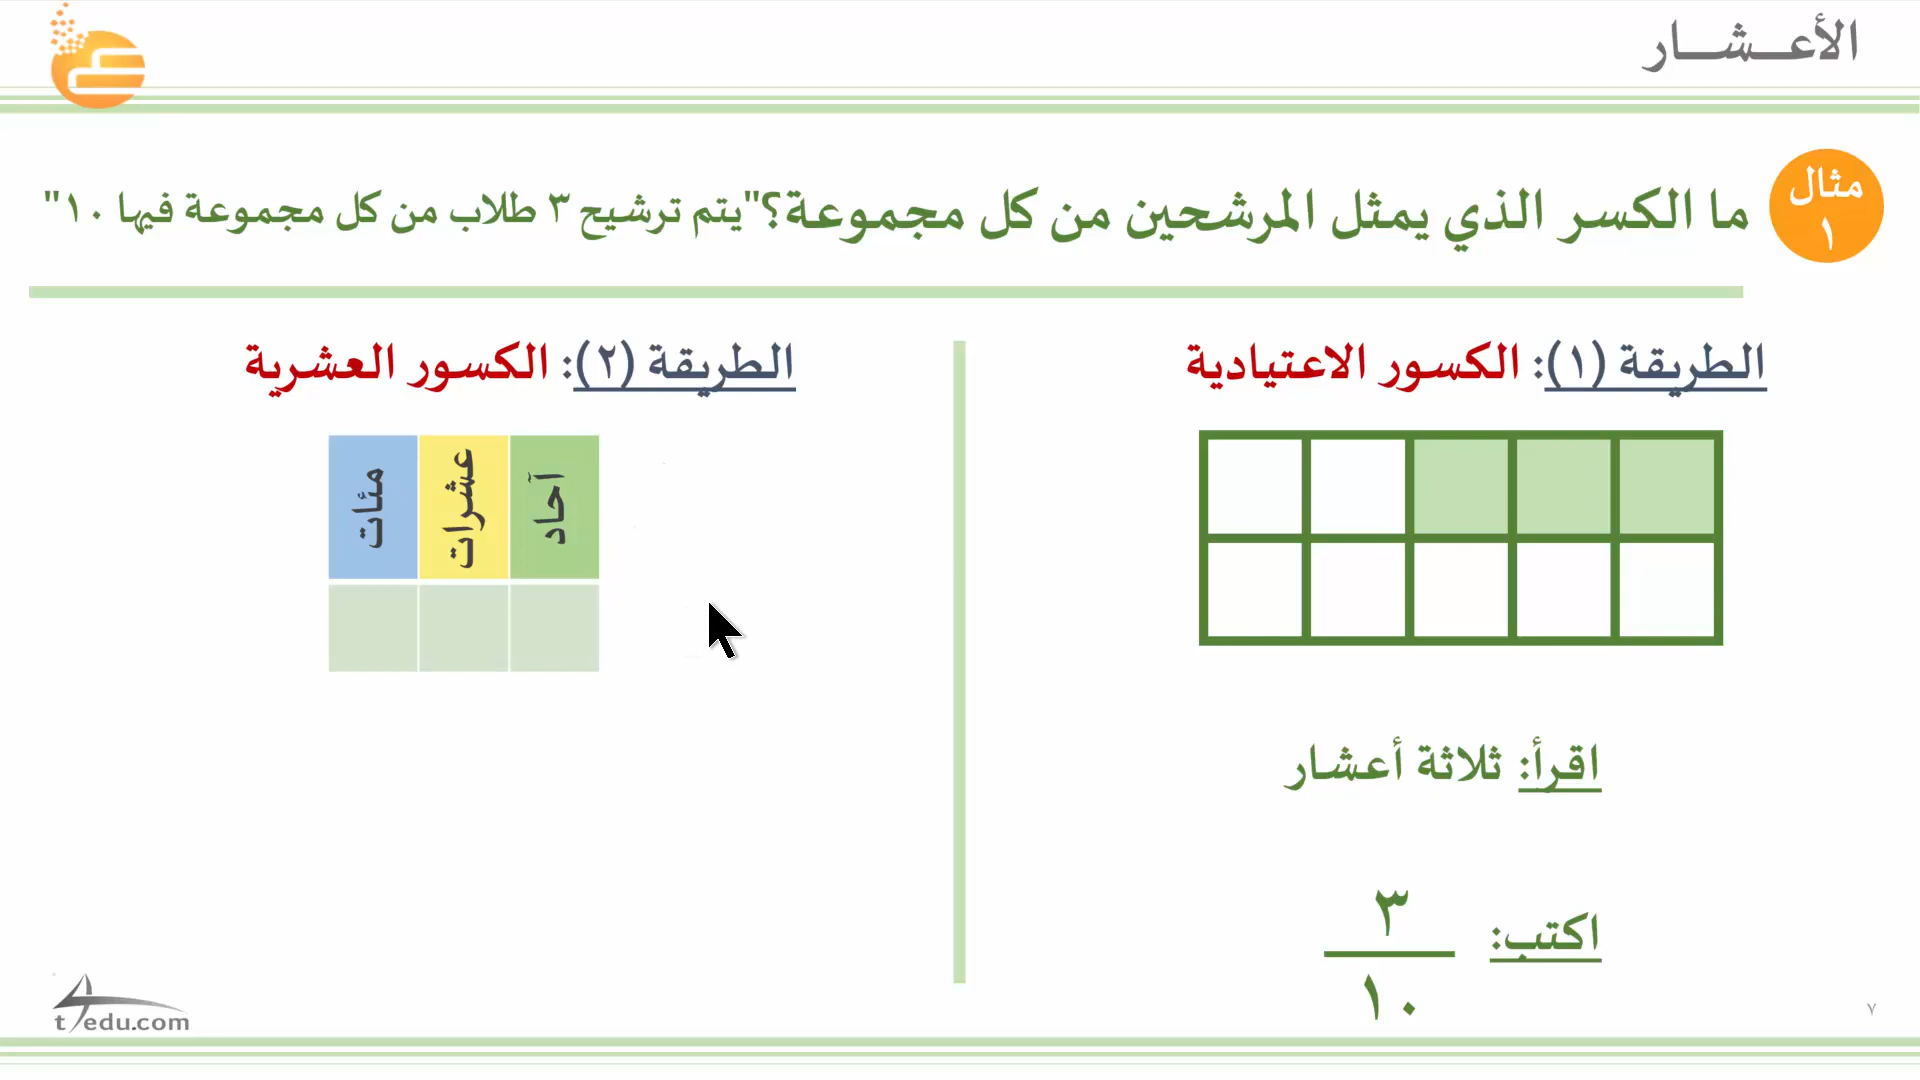 الأعشار
مثال ١
ما الكسر الذي يمثل المرشحين من كل مجموعة؟"يتم ترشيح ٣ طلاب من كل مجموعة فيها ١٠"
الطريقة (١): الكسور الاعتيادية
اقرأ: ثلاثة أعشار
اكتب: ٣
١٠
الطريقة (٢): الكسور العشرية
آحاد عشرات مئات
٧
t4edu.com